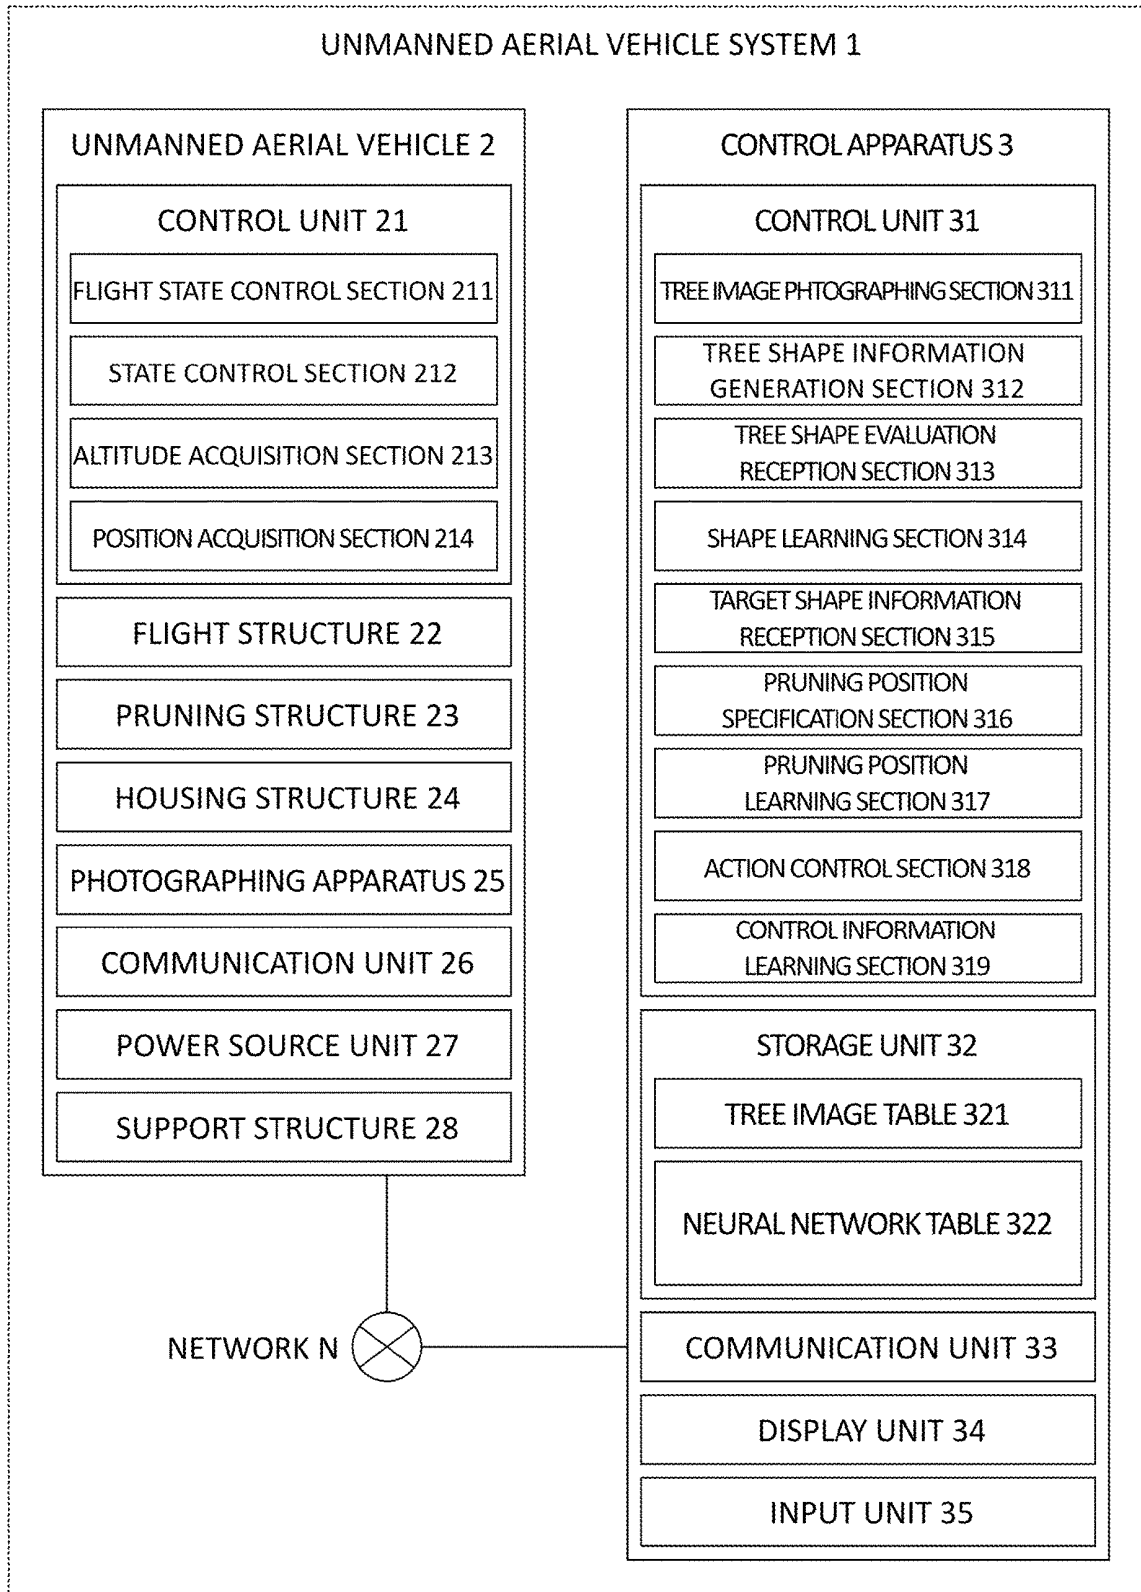 UNMANNED AERIAL VEHICLE SYSTEM 1
UNMANNED AERIAL VEHICLE 2
CONTROL UNIT 21
FLIGHT STATE CONTROL SECTION 211
STATE CONTROL SECTION 212
ALTITUDE ACQUISITION SECTION 213
POSITION ACQUISITION SECTION 214
FLIGHT STRUCTURE 22
PRUNING STRUCTURE 23
HOUSING STRUCTURE 24
PHOTOGRAPHING APPARATUS 25
COMMUNICATION UNIT 26
POWER SOURCE UNIT 27
SUPPORT STRUCTURE 28
NETWORK N
CONTROL APPARATUS 3
CONTROL UNIT 31
TREE IMAGE PHTOGRAPHING SECTION 311
TREE SHAPE INFORMATION
GENERATION SECTION 312
TREE SHAPE EVALUATION
RECEPTION SECTION 313
SHAPE LEARNING SECTION 314
TARGET SHAPE INFORMATION
RECEPTION SECTION 315
PRUNING POSITION
SPECIFICATION SECTION 316
PRUNING POSITION
LEARNING SECTION 317
ACTION CONTROL SECTION 318
CONTROL INFORMATION
LEARNING SECTION 319
STORAGE UNIT 32
TREE IMAGE TABLE 321
NEURAL NETWORK TABLE 322
COMMUNICATION UNIT 33
DISPLAY UNIT 34
INPUT UNIT 35